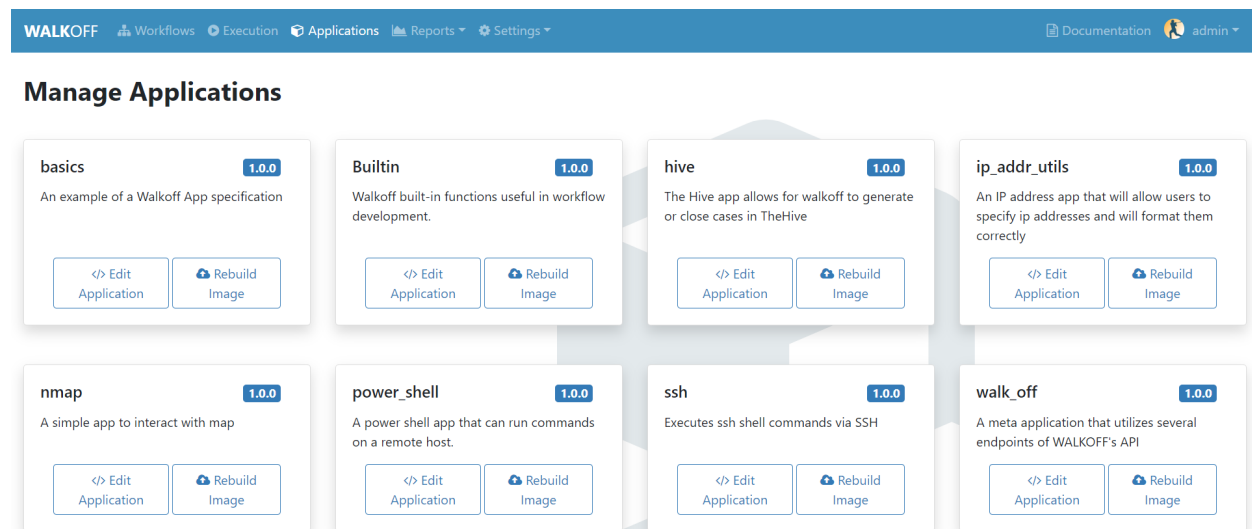 WALKOFF Workflows Execution Applications Reports Settings Documentation admin
Manage Applications
basics 1.0.0
An example of a Walkoff App specification
</> Edit Application
Rebuild Image
Builtin 1.0.0
Walkoff built-in functions useful in workflow
development.
</> Edit Application
Rebuild Image
hive 1.0.0
The Hive app allows for walkoff to generate
or close cases in TheHive
</> Edit Application
Rebuild Image
ip_addr_utils 1.0.0
An IP address app that will allow users to
specify ip addresses and will format them
correctly
</> Edit Application
Rebuild Image
nmap 1.0.0
A simple app to interact with map
</> Edit Application
Rebuild Image
power_shell 1.0.0
A power shell app that can run commands
on a remote host.
</> Edit Application
Rebuild Image
ssh 1.0.0
Executes ssh shell commands via SSH
</> Edit Application
Rebuild Image
walk_off 1.0.0
A meta application that utilizes several
endpoints of WALKOFF's API
</> Edit Application
Rebuild Image